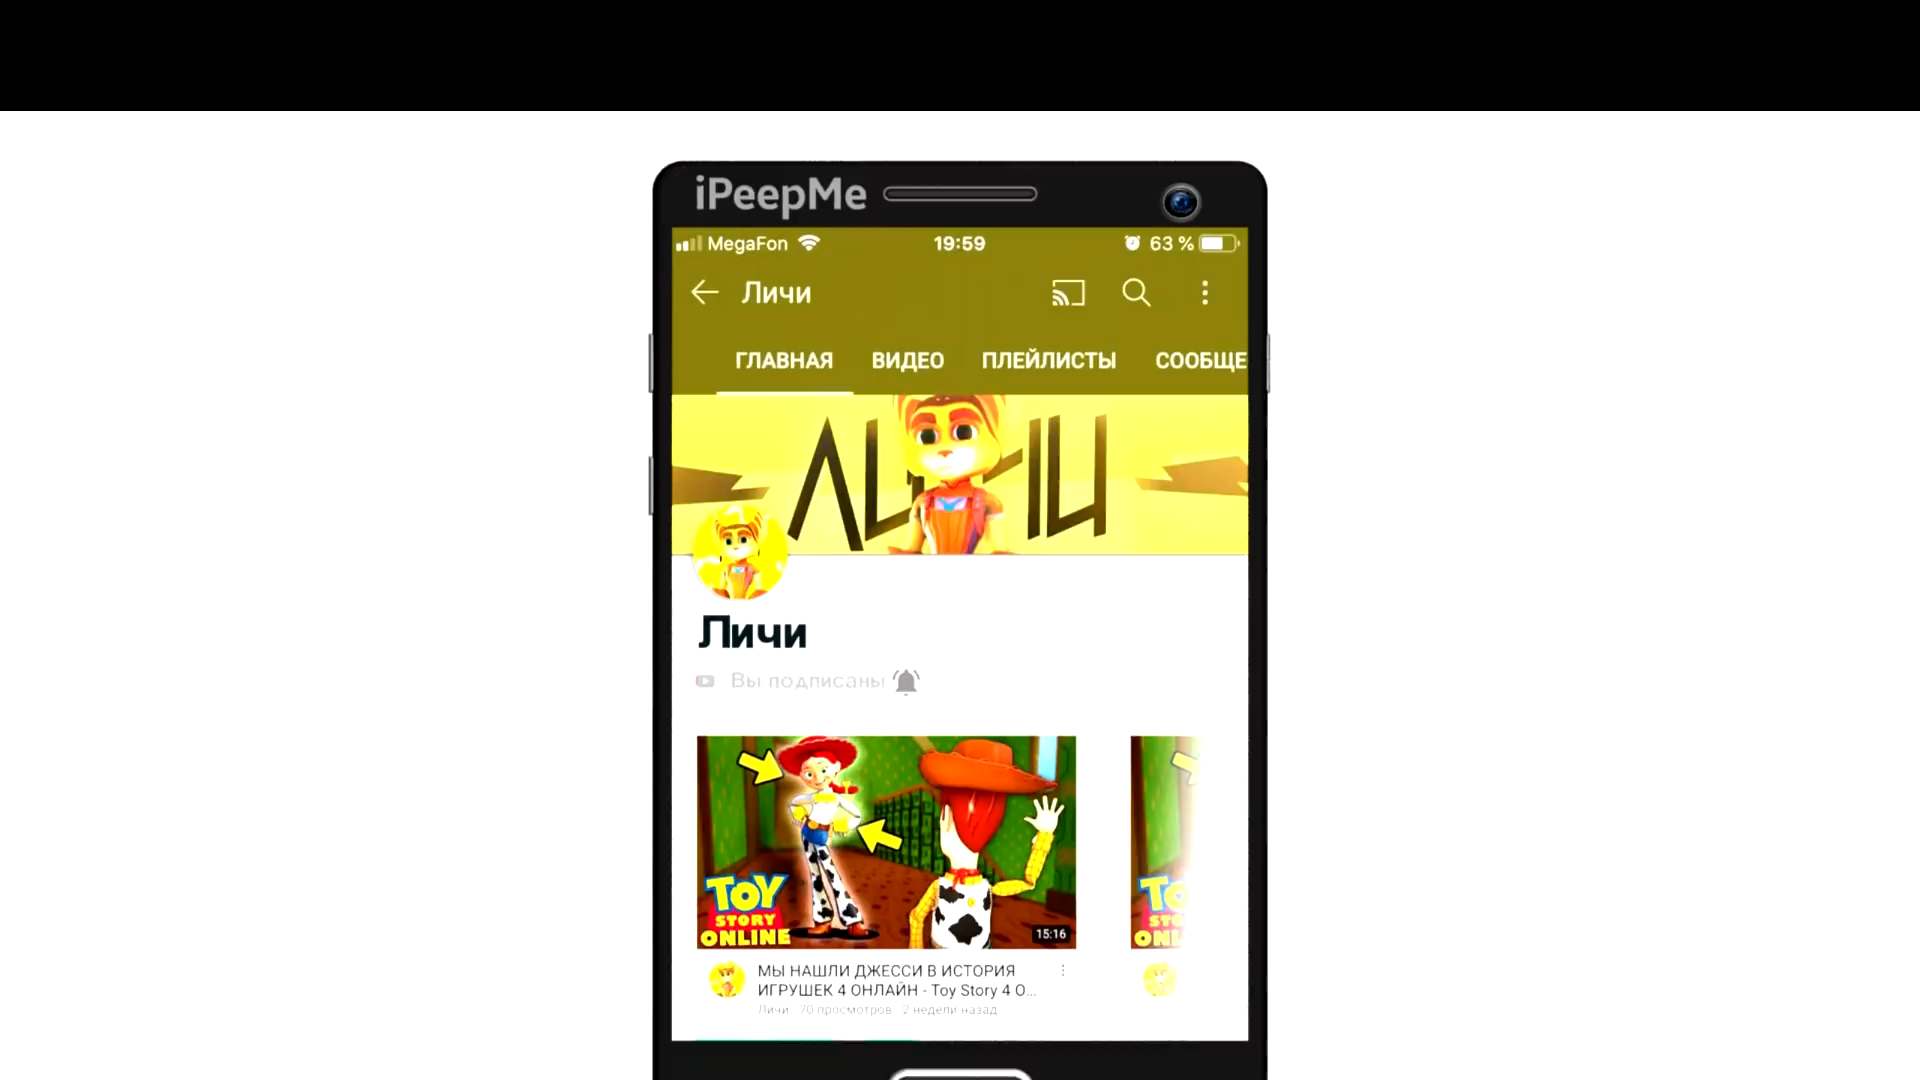 iPeepMe
MegaFon 19:59 63 %
Личи
ГЛАВНАЯ ВИДЕО ПЛЕЙЛИСТЫ СООБЩЕ
Личи
Вы подписаны
TOY
STORY
ONLINE
15:16
МЫ НАШЛИ ДЖЕССИ В ИСТОРИЯ
ИГРУШЕК 4 ОНЛАЙН - Toy Story 4 O...
Личи 70 просмотров 2 недели назад